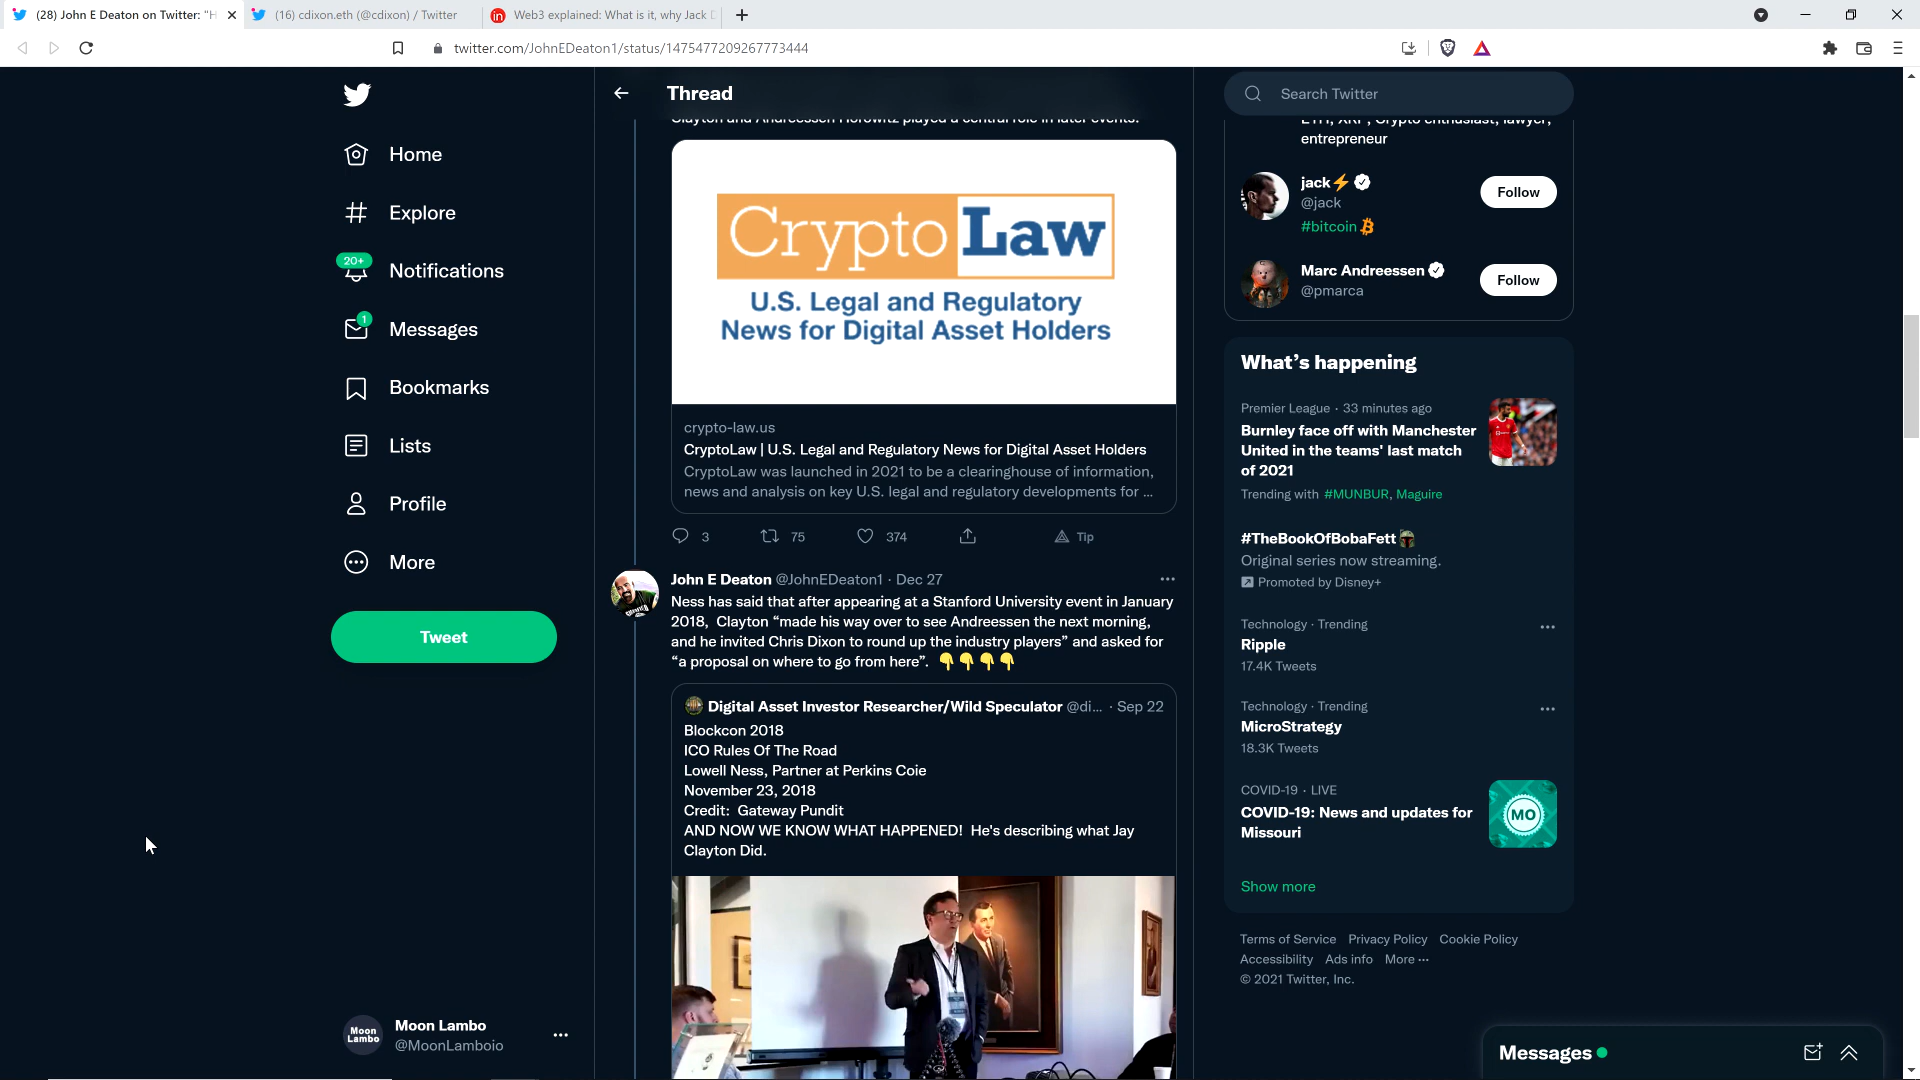 (28) John E Deaton on Twitter: "H
(16) cdixon.eth (@cdixon) / Twitter
in Web3 explained: What is it, why Jack D
twitter.com/JohnEDeaton1/status/1475477209267773444
Thread
Search Twitter
Home
Explore
20+
Notifications
1
Messages
Bookmarks
Lists
Profile
More
Tweet
Moon Lambo
Moon Lambo
@MoonLamboio
Clayton and Andreessen Horowitz played a central role in later events.
Crypto Law
U.S. Legal and Regulatory
News for Digital Asset Holders
crypto-law.us
CryptoLaw | U.S. Legal and Regulatory News for Digital Asset Holders
CryptoLaw was launched in 2021 to be a clearinghouse of information,
news and analysis on key U.S. legal and regulatory developments for ...
3 75 374 Tip
John E Deaton @JohnEDeaton1 · Dec 27
Ness has said that after appearing at a Stanford University event in January
2018, Clayton “made his way over to see Andreessen the next morning,
and he invited Chris Dixon to round up the industry players” and asked for
“a proposal on where to go from here”. 👇👇👇👇
Digital Asset Investor Researcher/Wild Speculator @di... · Sep 22
Blockcon 2018
ICO Rules Of The Road
Lowell Ness, Partner at Perkins Coie
November 23, 2018
Credit: Gateway Pundit
AND NOW WE KNOW WHAT HAPPENED! He's describing what Jay
Clayton Did.
ETH, XRP, Crypto enthusiast, lawyer,
entrepreneur
jack⚡
@jack
#bitcoin
Follow
Marc Andreessen
@pmarca
Follow
What's happening
Premier League · 33 minutes ago
Burnley face off with Manchester
United in the teams' last match
of 2021
Trending with #MUNBUR, Maguire
#TheBookOfBobaFett
Original series now streaming.
Promoted by Disney+
Technology · Trending
Ripple
17.4K Tweets
Technology · Trending
MicroStrategy
18.3K Tweets
COVID-19 · LIVE
COVID-19: News and updates for
Missouri
MO
Show more
Terms of Service Privacy Policy Cookie Policy
Accessibility Ads info More ···
© 2021 Twitter, Inc.
Messages